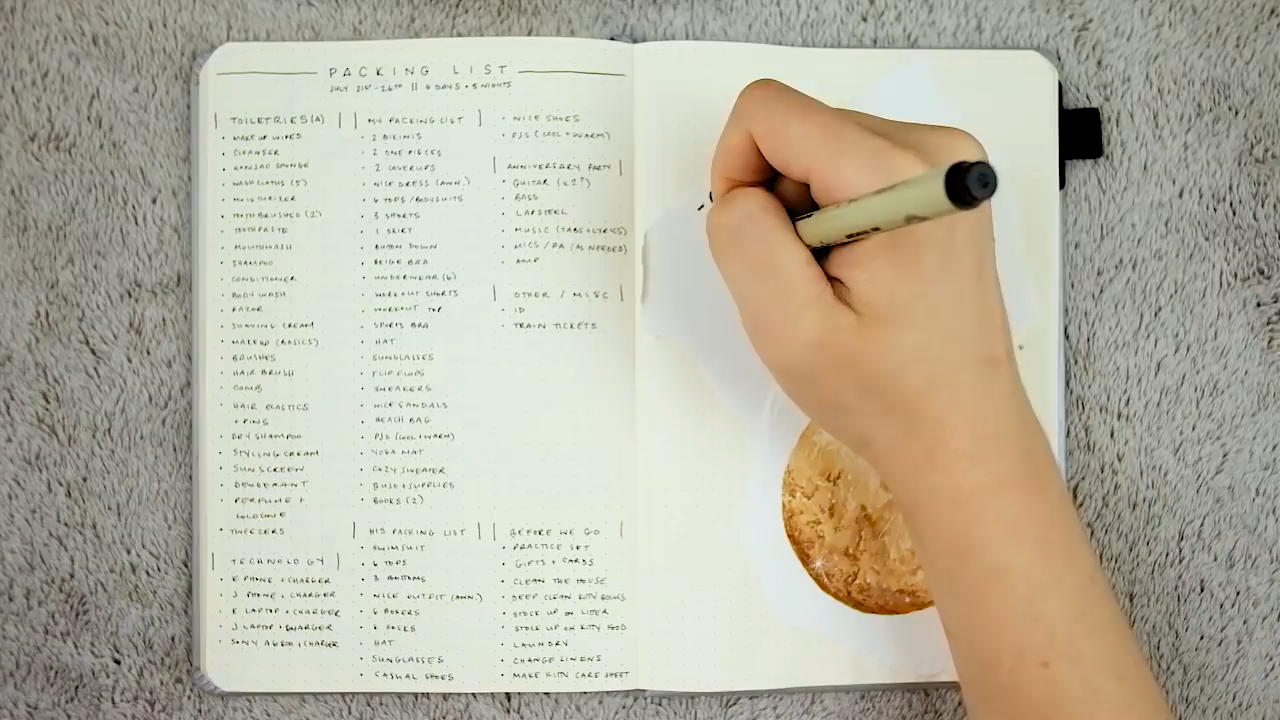 PACKING LIST
JULY 21ST-26TH || 6 DAYS + 5 NIGHTS
TOILETRIES (A)
• MAKE UP WIPES
• CLEANSER
• KONJAC SPONGE
• WASH CLOTHS (5)
• MOISTURIZER
• TOOTHBRUSHES (2)
• TOOTHPASTE
• MOUTHWASH
• SHAMPOO
• CONDITIONER
• BODY WASH
• RAZOR
• SHAVING CREAM
• MAKEUP (BASICS)
• BRUSHES
• HAIR BRUSH
• COMB
• HAIR ELASTICS
+ PINS
• DRY SHAMPOO
• STYLING CREAM
• SUNSCREEN
• DEODERANT
• PERFUME +
COLOGNE
• TWEEZERS
TECHNOLOGY
• E PHONE + CHARGER
• J PHONE + CHARGER
• E LAPTOP + CHARGER
• J LAPTOP + CHARGER
• SONY A6500 + CHARGER
MY PACKING LIST
• 2 BIKINIS
• 2 ONE PIECES
• 2 COVERUPS
• NICE DRESS (ANN.)
• 6 TOPS / BODYSUITS
• 3 SHORTS
• 1 SKIRT
• BUTTON DOWN
• BEIGE BRA
• UNDERWEAR (6)
• WORKOUT SHORTS
• WORKOUT TOP
• SPORTS BRA
• HAT
• SUNGLASSES
• FLIP FLOPS
• SNEAKERS
• NICE SANDALS
• BEACH BAG
• PJS (COOL + WARM)
• YOGA MAT
• COZY SWEATER
• BUJO + SUPPLIES
• BOOKS (2)
HIS PACKING LIST
• SWIMSUIT
• 6 TOPS
• 3 BOTTOMS
• NICE OUTFIT (ANN.)
• 6 BOXERS
• 6 SOCKS
• HAT
• SUNGLASSES
• CASUAL SHOES
• NICE SHOES
• PJS (COOL + WARM)
ANNIVERSARY PARTY
• GUITAR (x2?)
• BASS
• LAPSTEEL
• MUSIC (TABS + LYRICS)
• MICS / PA (AS NEEDED)
• AMP
OTHER / MISC
• ID
• TRAIN TICKETS
BEFORE WE GO
• PRACTICE SET
• GIFTS + CARDS
• CLEAN THE HOUSE
• DEEP CLEAN KITTY BOWLS
• STOCK UP ON LITTER
• STOCK UP ON KITTY FOOD
• LAUNDRY
• CHANGE LINENS
• MAKE KITTY CARE SHEET